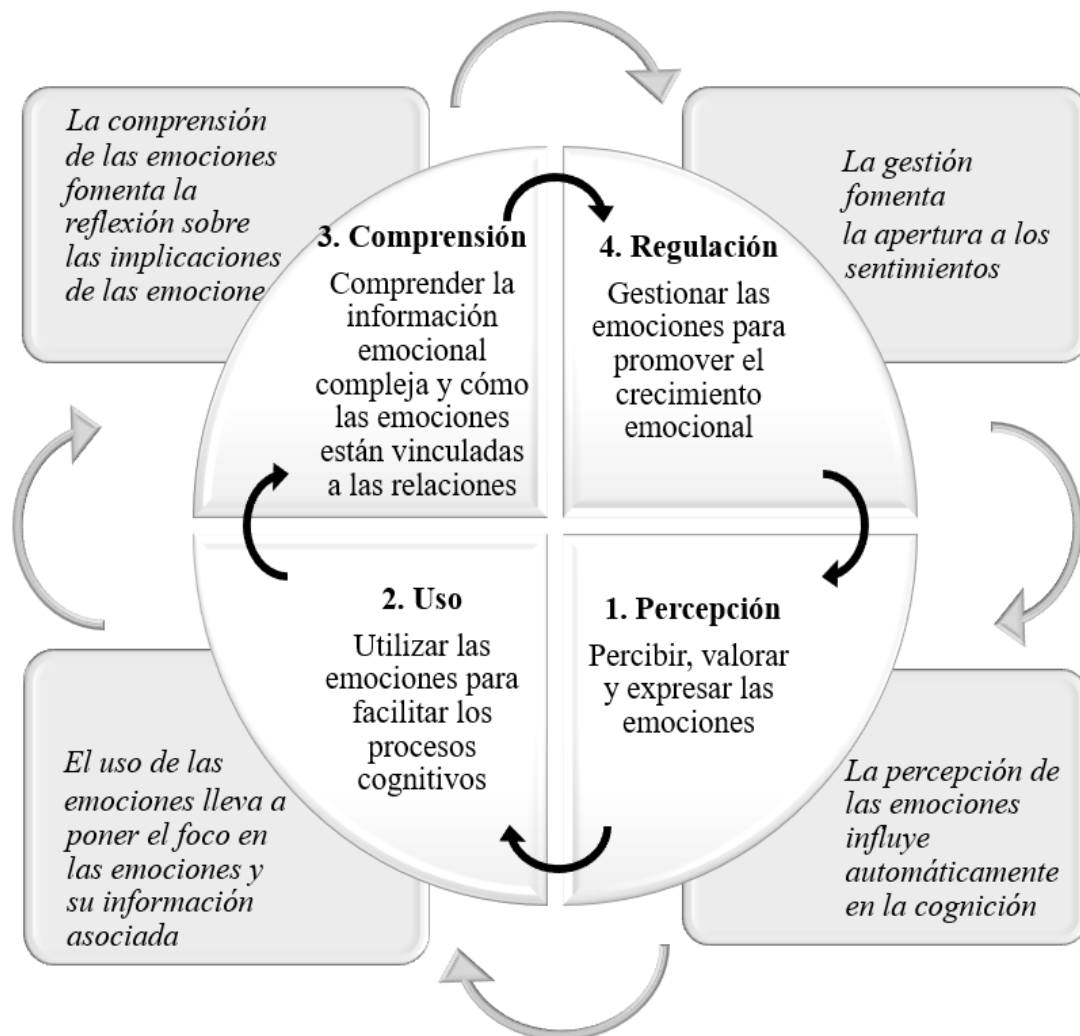 La comprensión
de las emociones
fomenta la
reflexión sobre
las implicaciones
de las emocione
3. Comprensión
Comprender la
información
emocional
compleja y cómo
las emociones
están vinculadas
a las relaciones
4. Regulación
Gestionar las
emociones para
promover el
crecimiento
emocional
La gestión
fomenta
la apertura a los
sentimientos
El uso de las
emociones lleva a
poner el foco en
las emociones y
su información
asociada
2. Uso
Utilizar las
emociones para
facilitar los
procesos
cognitivos
1. Percepción
Percibir, valorar
y expresar las
emociones
La percepción de
las emociones
influye
automáticamente
en la cognición